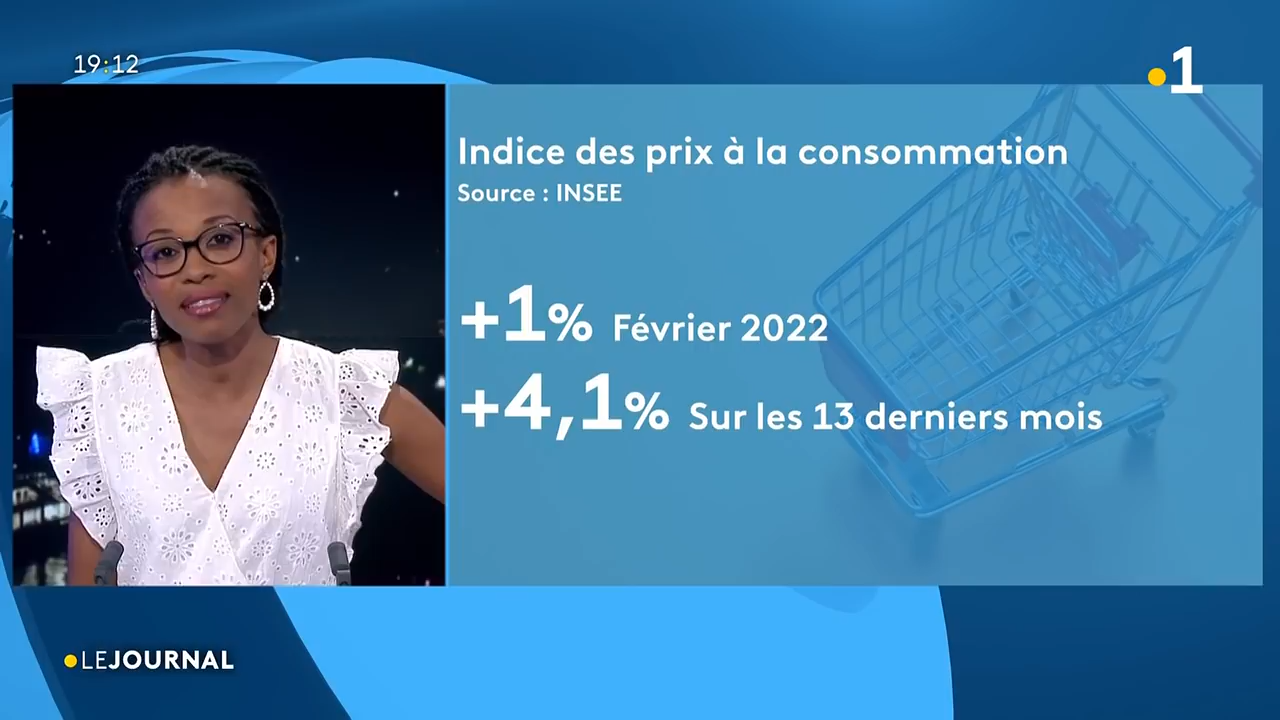 19:12
1
Indice des prix à la consommation
Source : INSEE
+1% Février 2022
+4,1% Sur les 13 derniers mois
LEJOURNAL